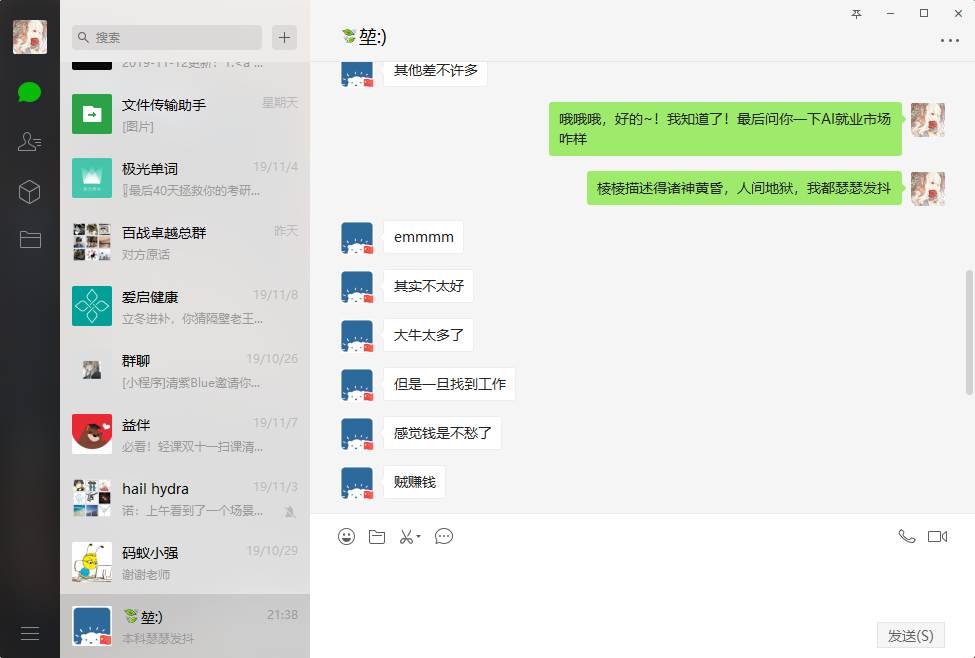 搜索
2019-11-12更新：1.<a ...
文件传输助手
星期天
[图片]
极光单词
19/11/4
最后40天拯救你的考研...
百战卓越总群
昨天
对方原话
爱启健康
19/11/8
立冬进补，你猜隔壁老王...
群聊
19/10/26
[小程序]清紫Blue邀请你...
益伴
19/11/7
必看！轻课双十一扫课清...
hail hydra
19/11/3
诺：上午看到了一个场景...
码蚁小强
19/10/29
谢谢老师
堃:)
21:38
本科瑟瑟发抖
堃:)
其他差不许多
哦哦哦，好的~！我知道了！最后问你一下AI就业市场
咋样
棱棱描述得诸神黄昏，人间地狱，我都瑟瑟发抖
emmmm
其实不太好
大牛太多了
但是一旦找到工作
感觉钱是不愁了
贼赚钱
发送(S)